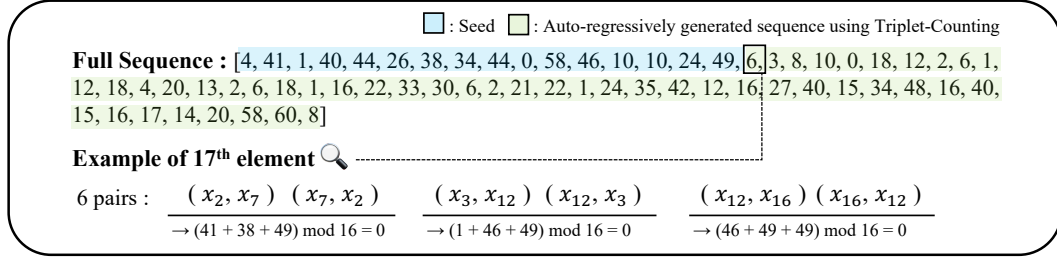 : Seed : Auto-regressively generated sequence using Triplet-Counting
Full Sequence : [4, 41, 1, 40, 44, 26, 38, 34, 44, 0, 58, 46, 10, 10, 24, 49, 6, 3, 8, 10, 0, 18, 12, 2, 6, 1,
12, 18, 4, 20, 13, 2, 6, 18, 1, 16, 22, 33, 30, 6, 2, 21, 22, 1, 24, 35, 42, 12, 16, 27, 40, 15, 34, 48, 16, 40,
15, 16, 17, 14, 20, 58, 60, 8]
Example of 17th element
6 pairs : ( x2, x7 ) ( x7, x2 ) ( x3, x12 ) ( x12, x3 ) ( x12, x16 ) ( x16, x12 )
→ (41 + 38 + 49) mod 16 = 0 → (1 + 46 + 49) mod 16 = 0 → (46 + 49 + 49) mod 16 = 0